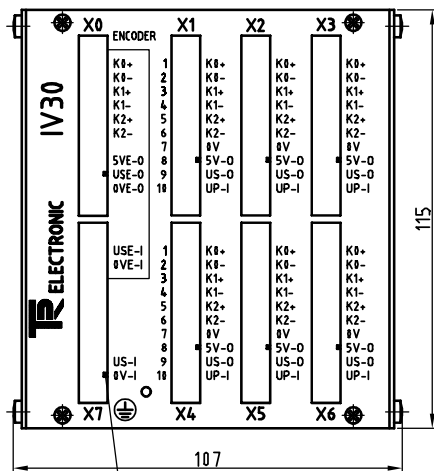 X0 X1 X2 X3
ENCODER
IV30
TR ELECTRONIC
K0+ 1 K0+ K0+ K0+
K0- 2 K0- K0- K0-
K1+ 3 K1+ K1+ K1+
K1- 4 K1- K1- K1-
K2+ 5 K2+ K2+ K2+
K2- 6 K2- K2- K2-
7 0V 0V 0V
5VE-O 8 5V-O 5V-O 5V-O
USE-O 9 US-O US-O US-O
0VE-O 10 UP-I UP-I UP-I
115
USE-I 1 K0+ K0+ K0+
0VE-I 2 K0- K0- K0-
3 K1+ K1+ K1+
4 K1- K1- K1-
5 K2+ K2+ K2+
6 K2- K2- K2-
7 0V 0V 0V
8 5V-O 5V-O 5V-O
US-I 9 US-O US-O US-O
0V-I 10 UP-I UP-I UP-I
X7 X4 X5 X6
107